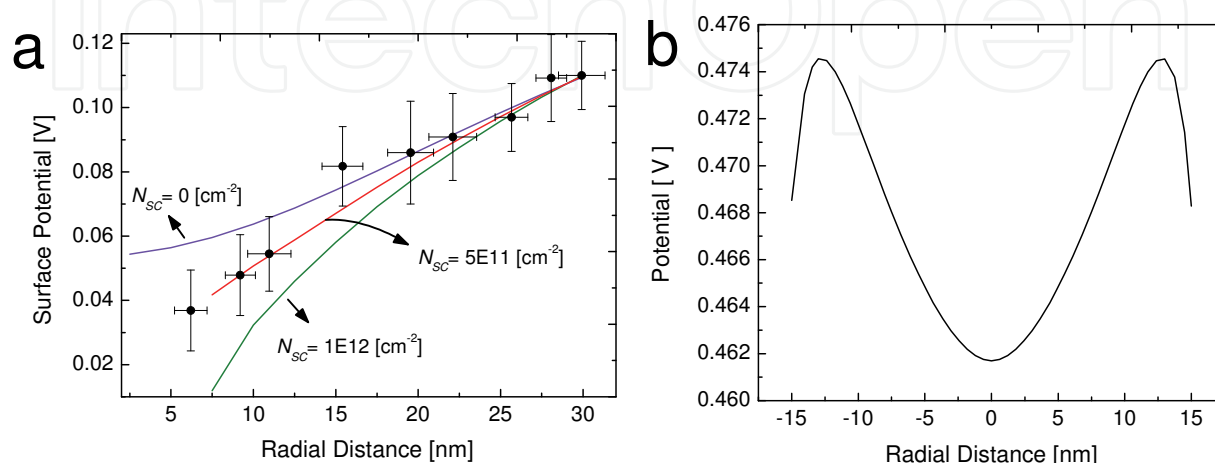 IntechOpen
a
0.12
0.10
0.08
0.06
0.04
0.02
Surface Potential [V]
N_SC = 0 [cm⁻²]
N_SC = 5E11 [cm⁻²]
N_SC = 1E12 [cm⁻²]
5 10 15 20 25 30
Radial Distance [nm]
b
0.476
0.474
0.472
0.470
0.468
0.466
0.464
0.462
0.460
Potential [ V ]
-15 -10 -5 0 5 10 15
Radial Distance [nm]